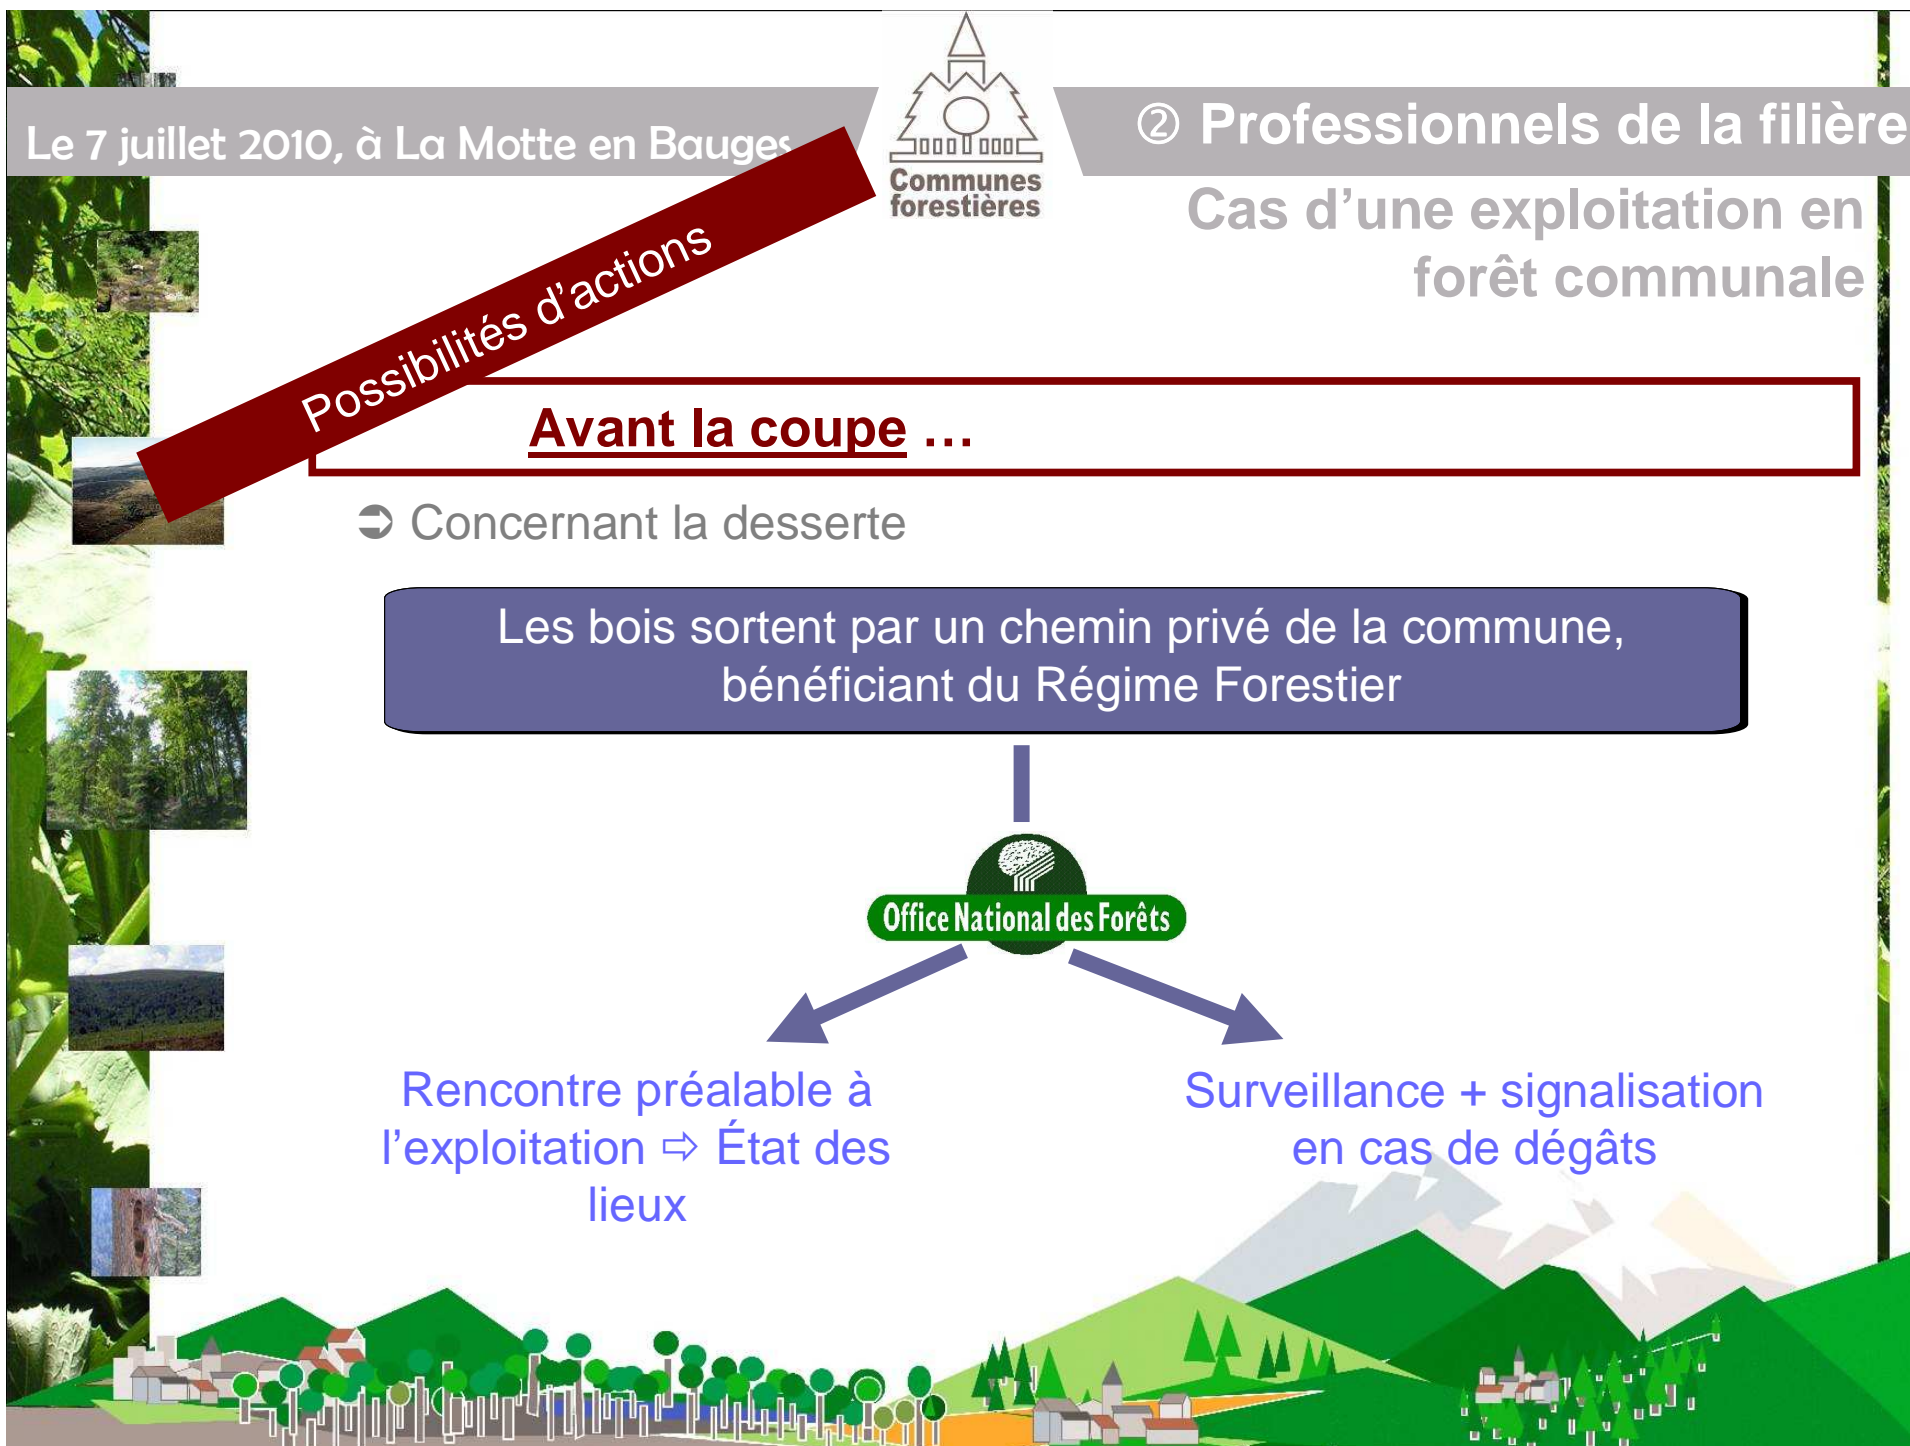 Le 7 juillet 2010, à La Motte en Bauges
Communes
forestières
② Professionnels de la filière
Cas d’une exploitation en
forêt communale
Possibilités d’actions
Avant la coupe …
➲ Concernant la desserte
Les bois sortent par un chemin privé de la commune,
bénéficiant du Régime Forestier
Office National des Forêts
Rencontre préalable à
l’exploitation ⇨ État des
lieux
Surveillance + signalisation
en cas de dégâts